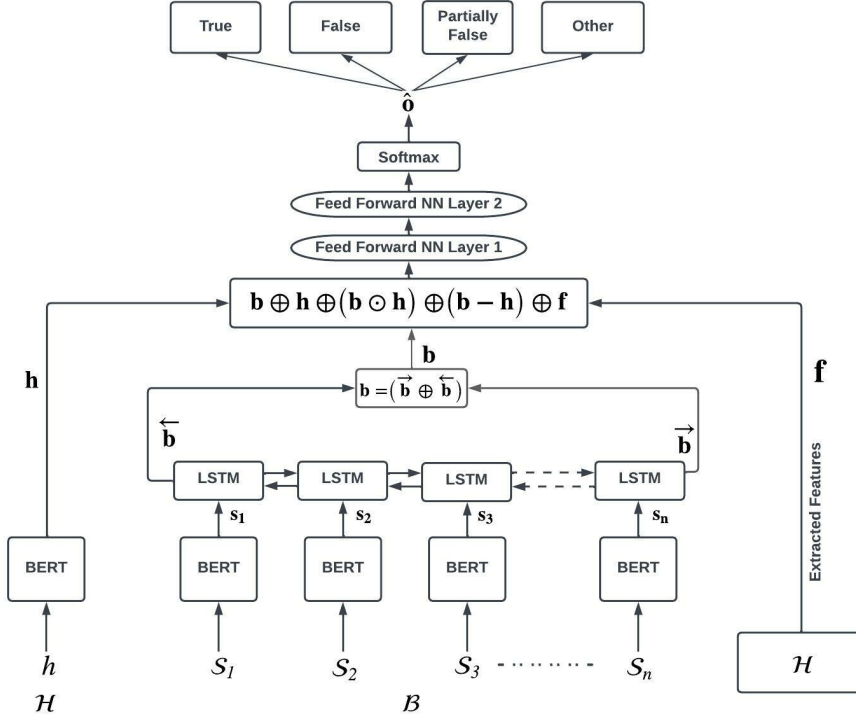 True
False
Partially
False
Other
ô
Softmax
Feed Forward NN Layer 2
Feed Forward NN Layer 1
b ⊕ h ⊕(b ⊙ h) ⊕(b − h) ⊕ f
b
h
f
b =(b→ ⊕ b←)
b←
b→
LSTM LSTM LSTM LSTM
s1 s2 s3 sn
Extracted Features
BERT BERT BERT BERT BERT
h S1 S2 S3 Sn H
H B